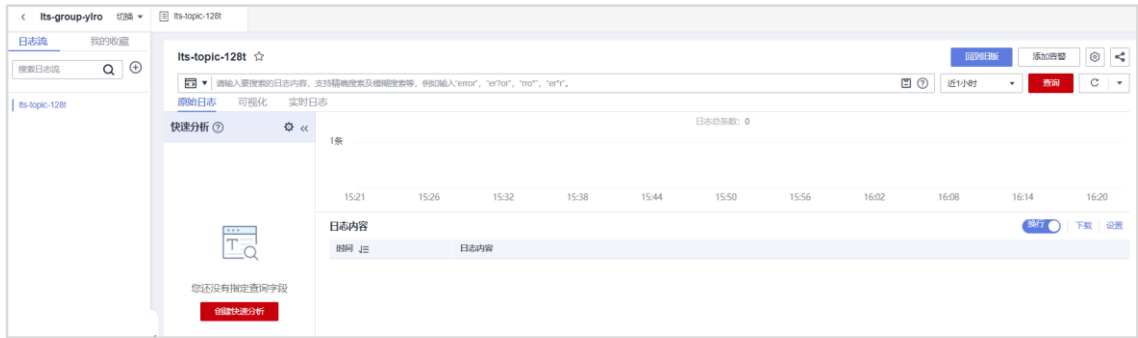 lts-group-ylro 切换
lts-topic-128t
日志流 我的收藏
搜索日志流
lts-topic-128t
lts-topic-128t
回到旧版 添加告警
请输入要搜索的日志内容，支持精确搜索及模糊搜索等，例如输入"error"，"er?or"，"rro*"，"er*r"。
近1小时 查询
原始日志 可视化 实时日志
快速分析
日志总条数：0
1条
15:21 15:26 15:32 15:38 15:44 15:50 15:56 16:02 16:08 16:14 16:20
日志内容
换行 下载 设置
时间 日志内容
您还没有指定查询字段
创建快速分析